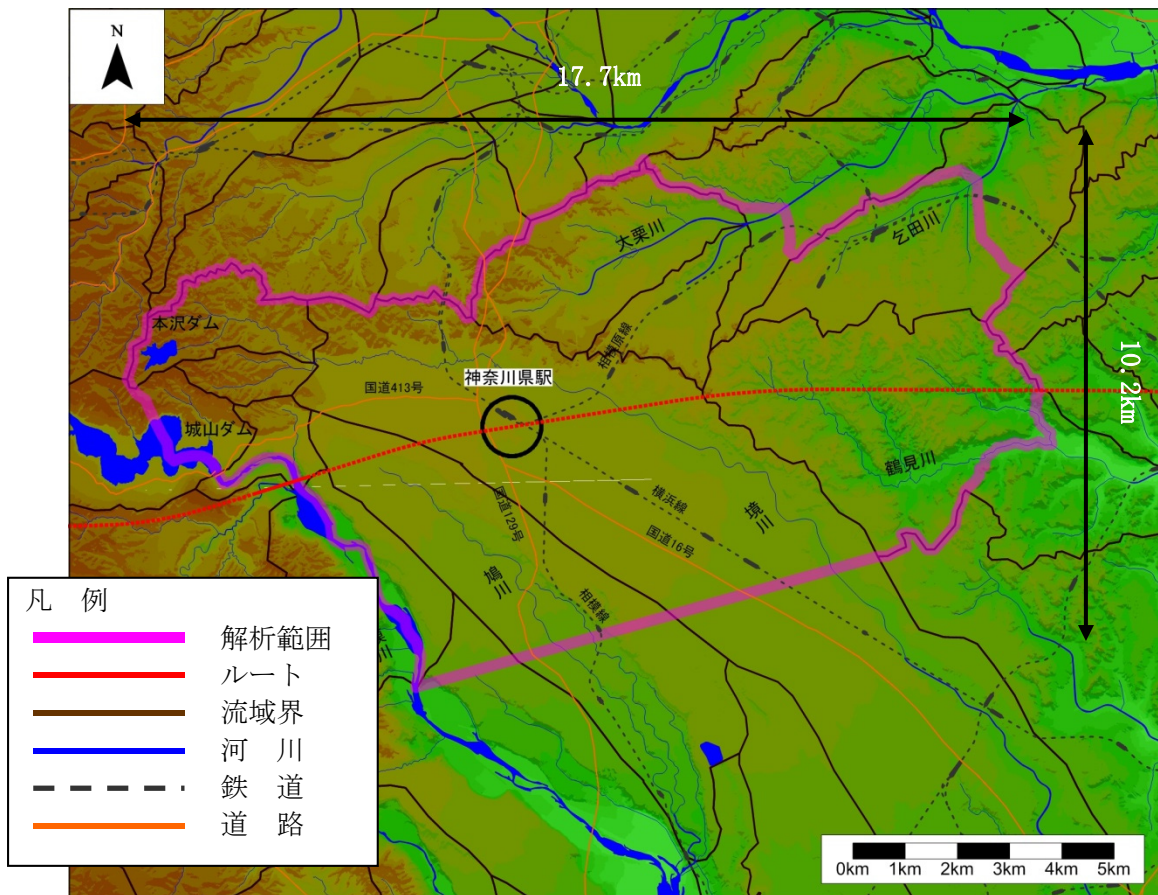 N
17.7km
大栗川
乞田川
本沢ダム
相模原線
10.2km
神奈川県駅
国道413号
城山ダム
鶴見川
国道129号
横浜線
境川
国道16号
鳩川
相模線
川
凡 例
解析範囲
ルート
流域界
河 川
鉄 道
道 路
0km 1km 2km 3km 4km 5km